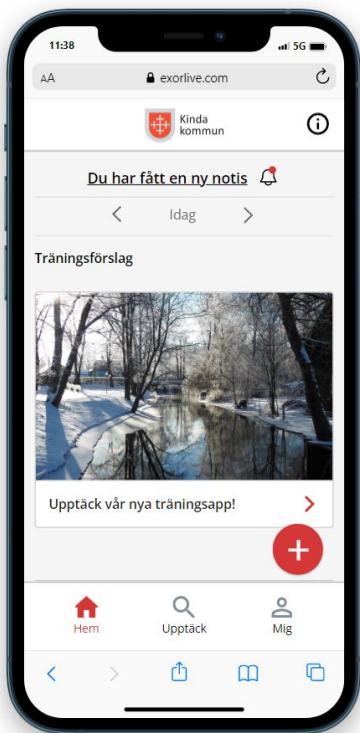 11:38
5G
AA
exorlive.com
Kinda
kommun
Du har fått en ny notis
Idag
Träningsförslag
Upptäck vår nya träningsapp!
+
Hem
Upptäck
Mig